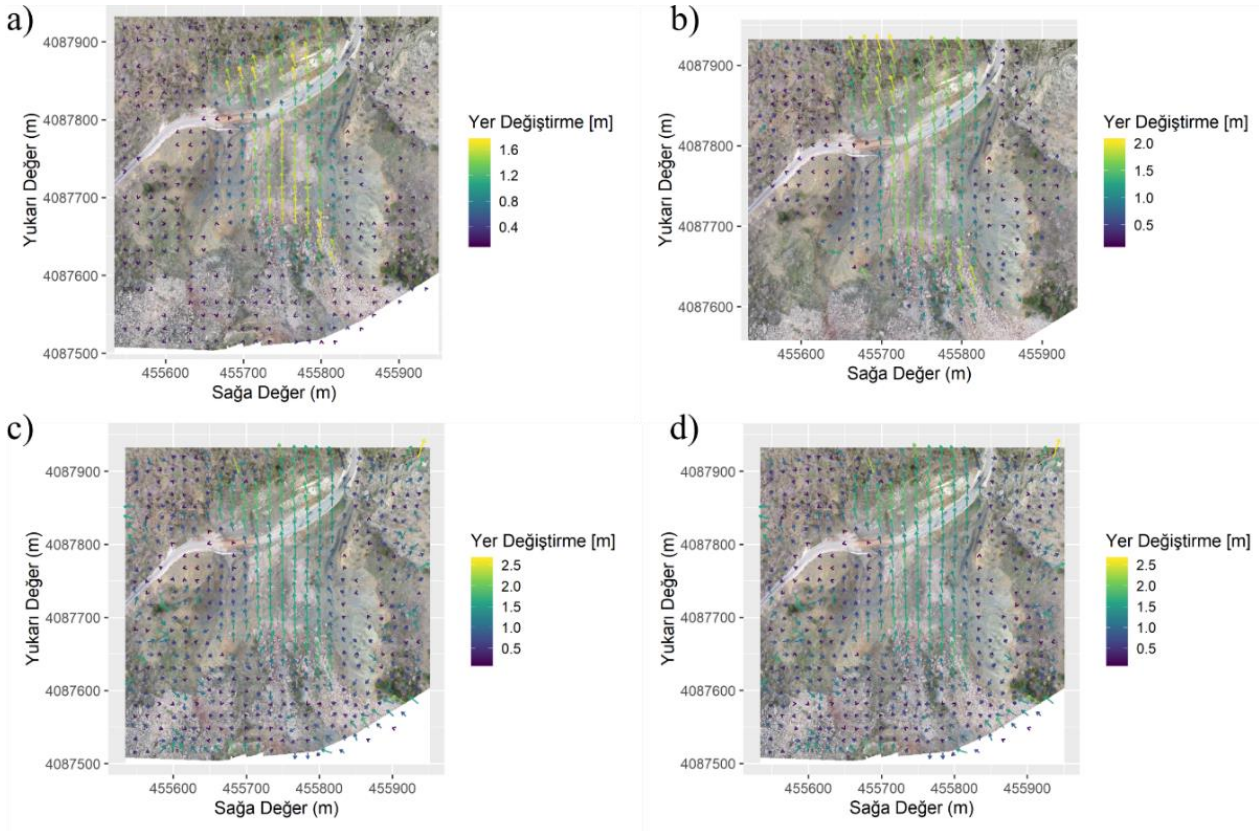 a)
4087900
4087800
4087700
4087600
4087500
455600 455700 455800 455900
Sağa Değer (m)
Yukarı Değer (m)
Yer Değiştirme [m]
1.6
1.2
0.8
0.4
b)
4087900
4087800
4087700
4087600
455600 455700 455800 455900
Sağa Değer (m)
Yukarı Değer (m)
Yer Değiştirme [m]
2.0
1.5
1.0
0.5
c)
4087900
4087800
4087700
4087600
4087500
455600 455700 455800 455900
Sağa Değer (m)
Yukarı Değer (m)
Yer Değiştirme [m]
2.5
2.0
1.5
1.0
0.5
d)
4087900
4087800
4087700
4087600
4087500
455600 455700 455800 455900
Sağa Değer (m)
Yukarı Değer (m)
Yer Değiştirme [m]
2.5
2.0
1.5
1.0
0.5